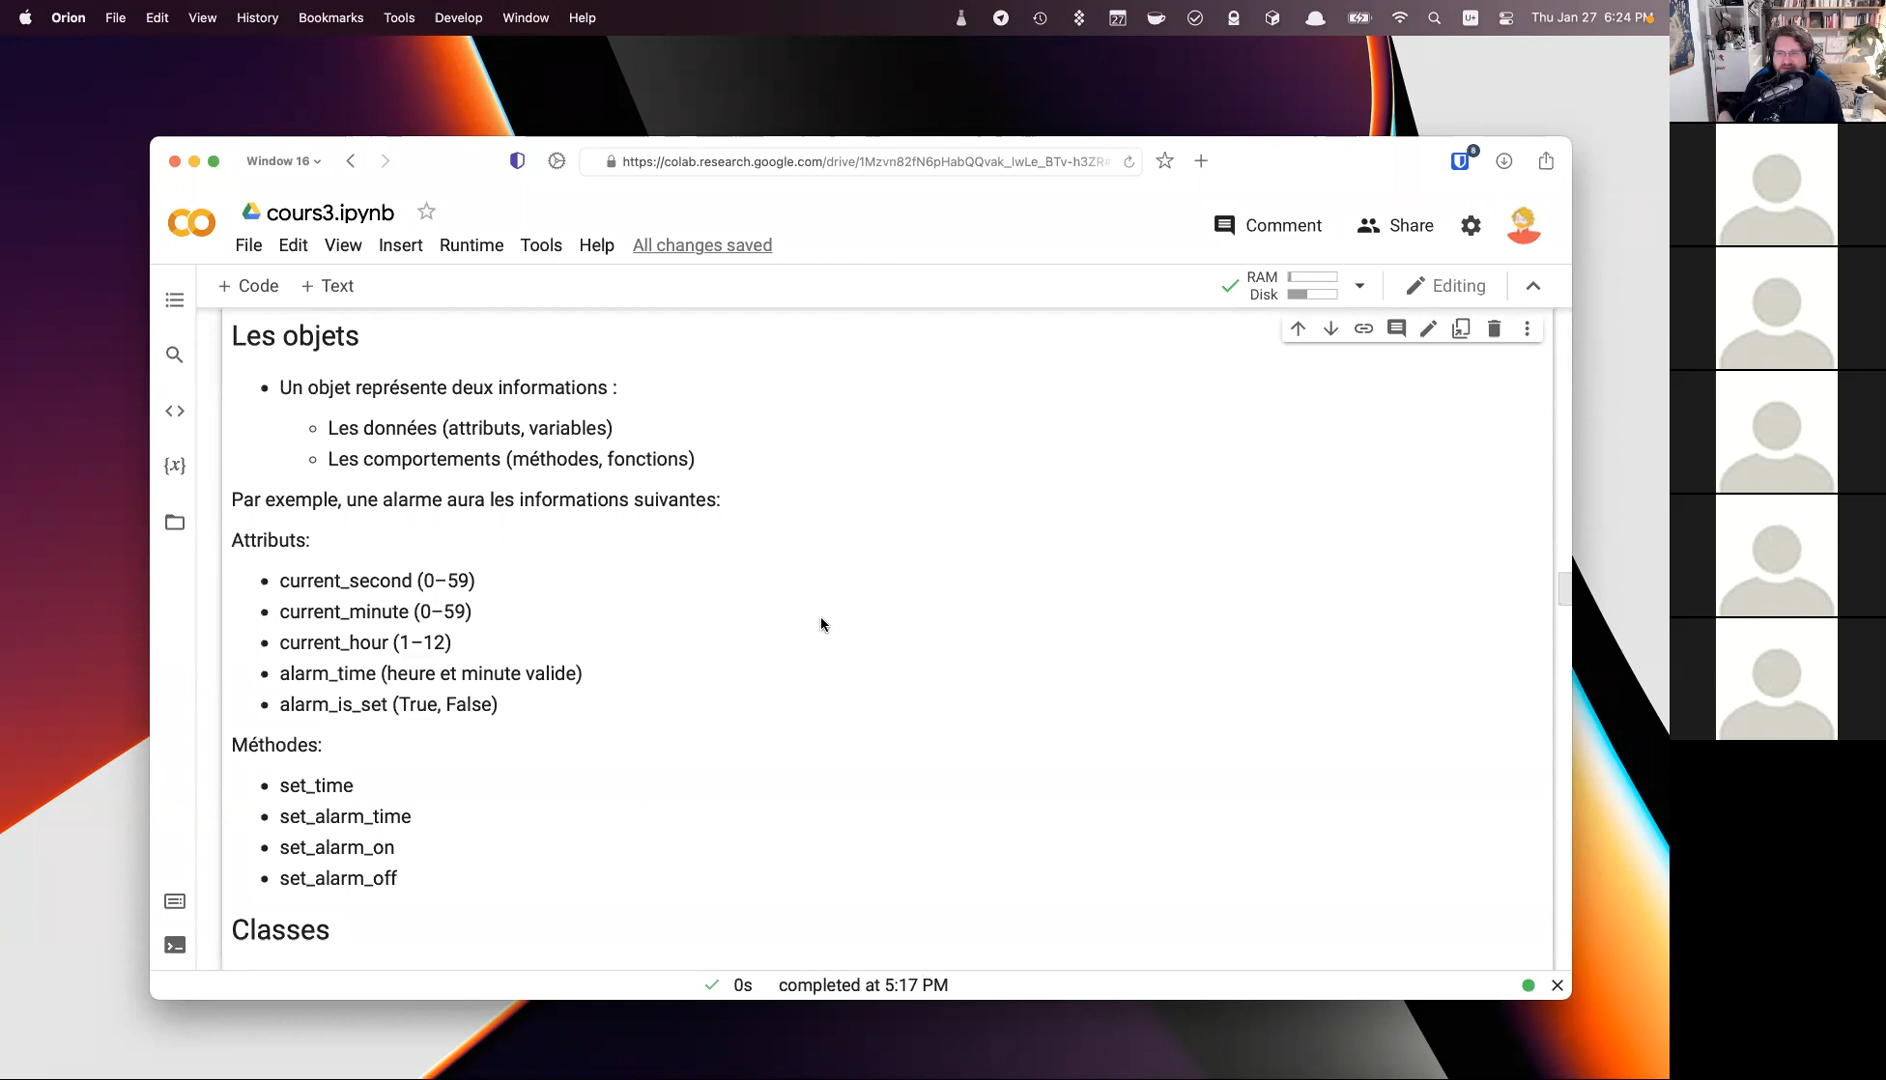 Orion File Edit View History Bookmarks Tools Develop Window Help 27 U+ Thu Jan 27 6:24 PM
Window 16 https://colab.research.google.com/drive/1Mzvn82fN6pHabQQvak_lwLe_BTv-h3ZR 8
cours3.ipynb
Comment Share
File Edit View Insert Runtime Tools Help All changes saved
+ Code + Text RAM Disk Editing
Les objets
Un objet représente deux informations :
Les données (attributs, variables)
Les comportements (méthodes, fonctions)
Par exemple, une alarme aura les informations suivantes:
Attributs:
current_second (0–59)
current_minute (0–59)
current_hour (1–12)
alarm_time (heure et minute valide)
alarm_is_set (True, False)
Méthodes:
set_time
set_alarm_time
set_alarm_on
set_alarm_off
Classes
0s completed at 5:17 PM